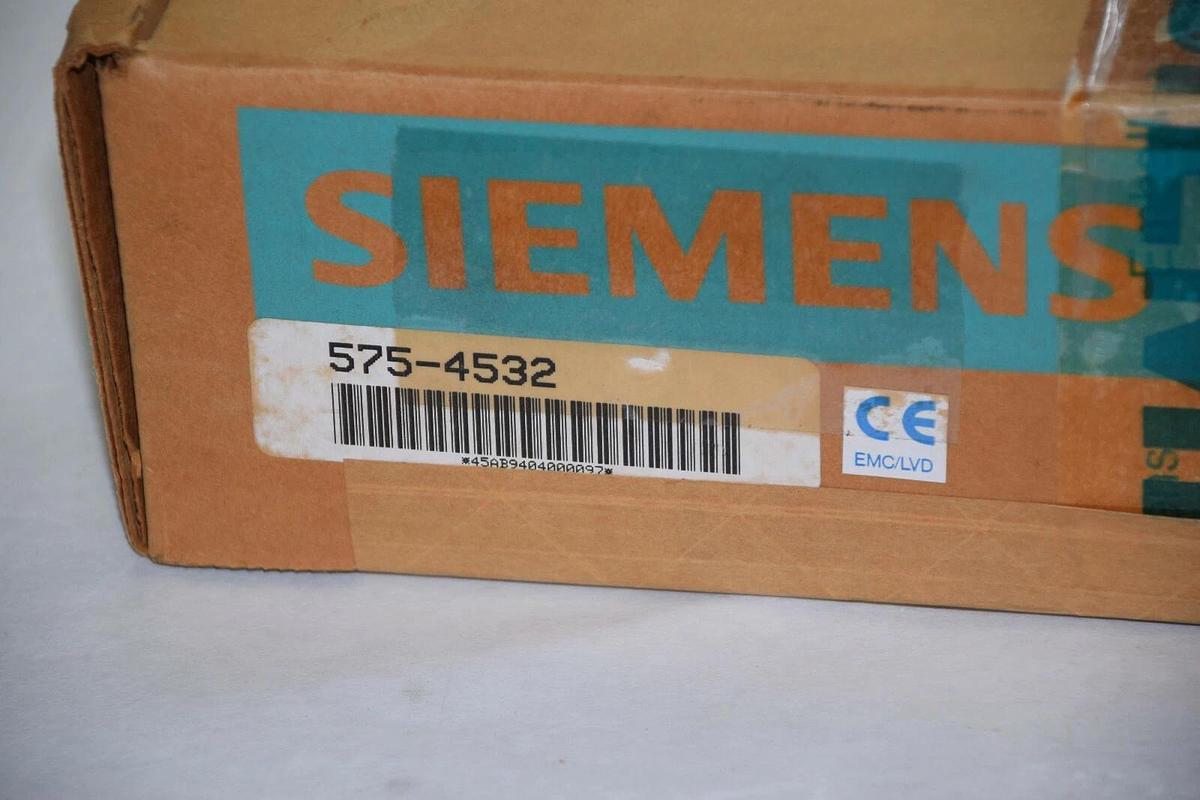 SIEMENS
575-4532
*45AB9404000097*
CE
EMC/LVD